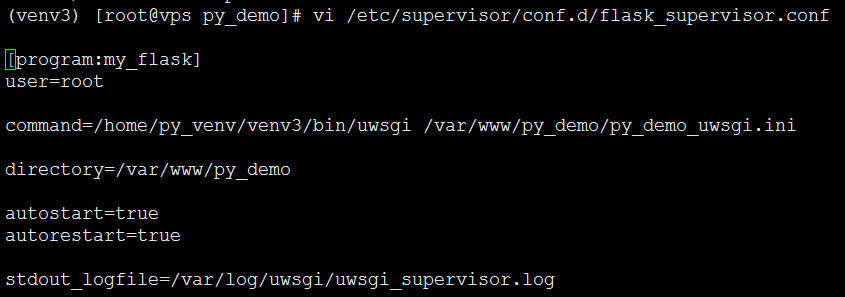 (venv3) [root@vps py_demo]# vi /etc/supervisor/conf.d/flask_supervisor.conf
[program:my_flask]
user=root
command=/home/py_venv/venv3/bin/uwsgi /var/www/py_demo/py_demo_uwsgi.ini
directory=/var/www/py_demo
autostart=true
autorestart=true
stdout_logfile=/var/log/uwsgi/uwsgi_supervisor.log